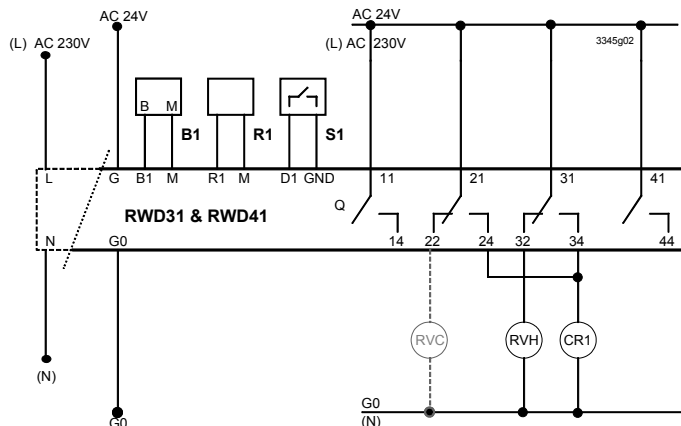 AC 24V
AC 24V
(L) AC 230V
(L) AC 230V
3345g02
B M
B1
R1
S1
L G B1 M R1 M D1 GND 11 21 31 41
RWD31 & RWD41
Q
N G0 14 22 24 32 34 44
RVC RVH CR1
(N)
G0
(N)
G0